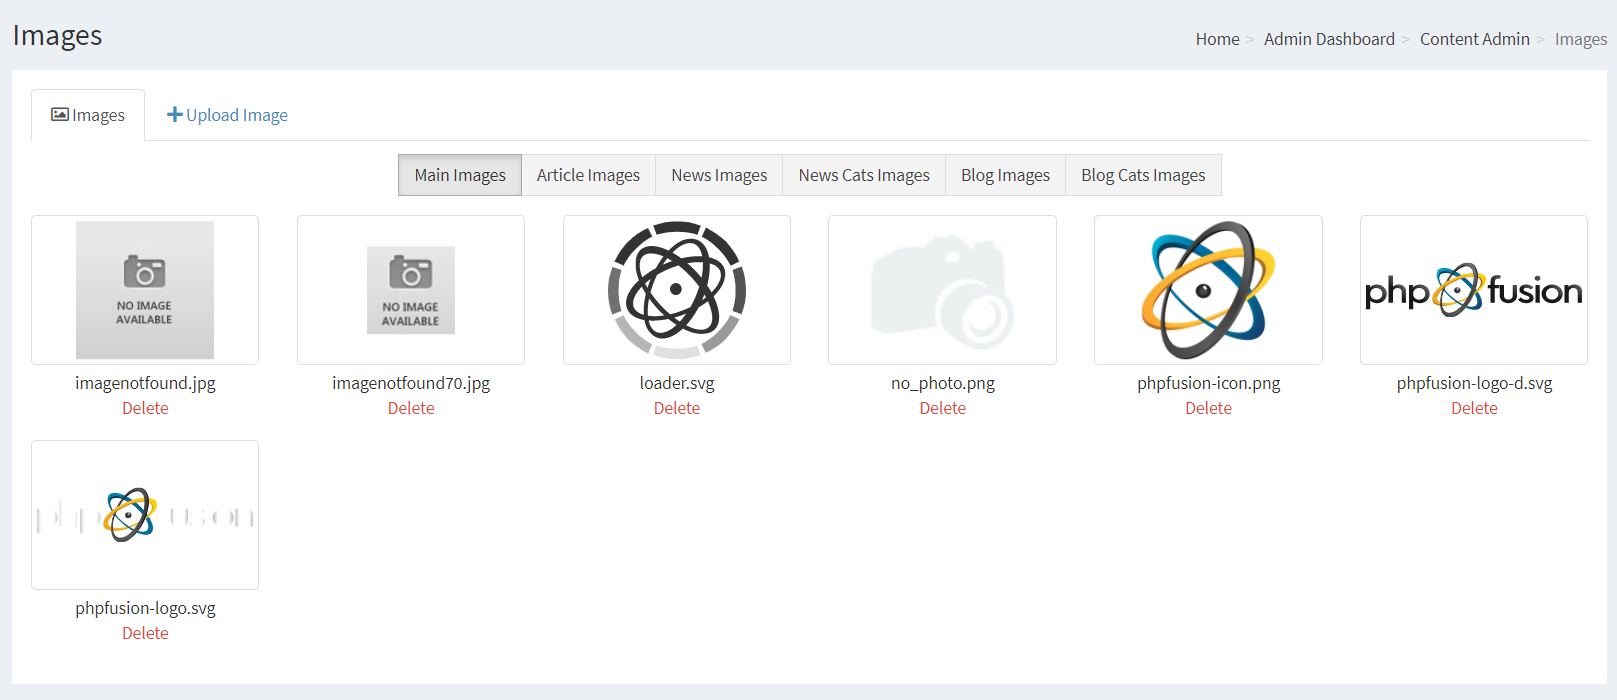 Images
Home > Admin Dashboard > Content Admin > Images
Images
Upload Image
Main Images
Article Images
News Images
News Cats Images
Blog Images
Blog Cats Images
NO IMAGE
AVAILABLE
NO IMAGE
AVAILABLE
php fusion
imagenotfound.jpg
imagenotfound70.jpg
loader.svg
no_photo.png
phpfusion-icon.png
phpfusion-logo-d.svg
Delete
Delete
Delete
Delete
Delete
Delete
php fusion
phpfusion-logo.svg
Delete